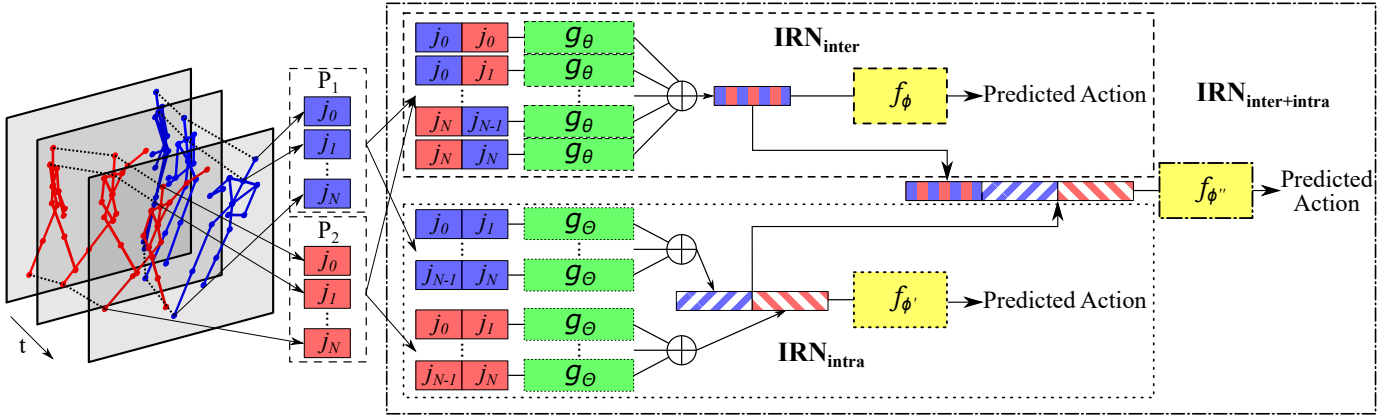 P1
j0
j1
jN
P2
j0
j1
jN
t
j0 j0 gθ
j0 j1 gθ
jN jN-1 gθ
jN jN gθ
IRNinter
fϕ
Predicted Action
IRNinter+intra
fϕ''
Predicted
Action
j0 j1 gΘ
jN-1 jN gΘ
j0 j1 gΘ
jN-1 jN gΘ
fϕ'
Predicted Action
IRNintra